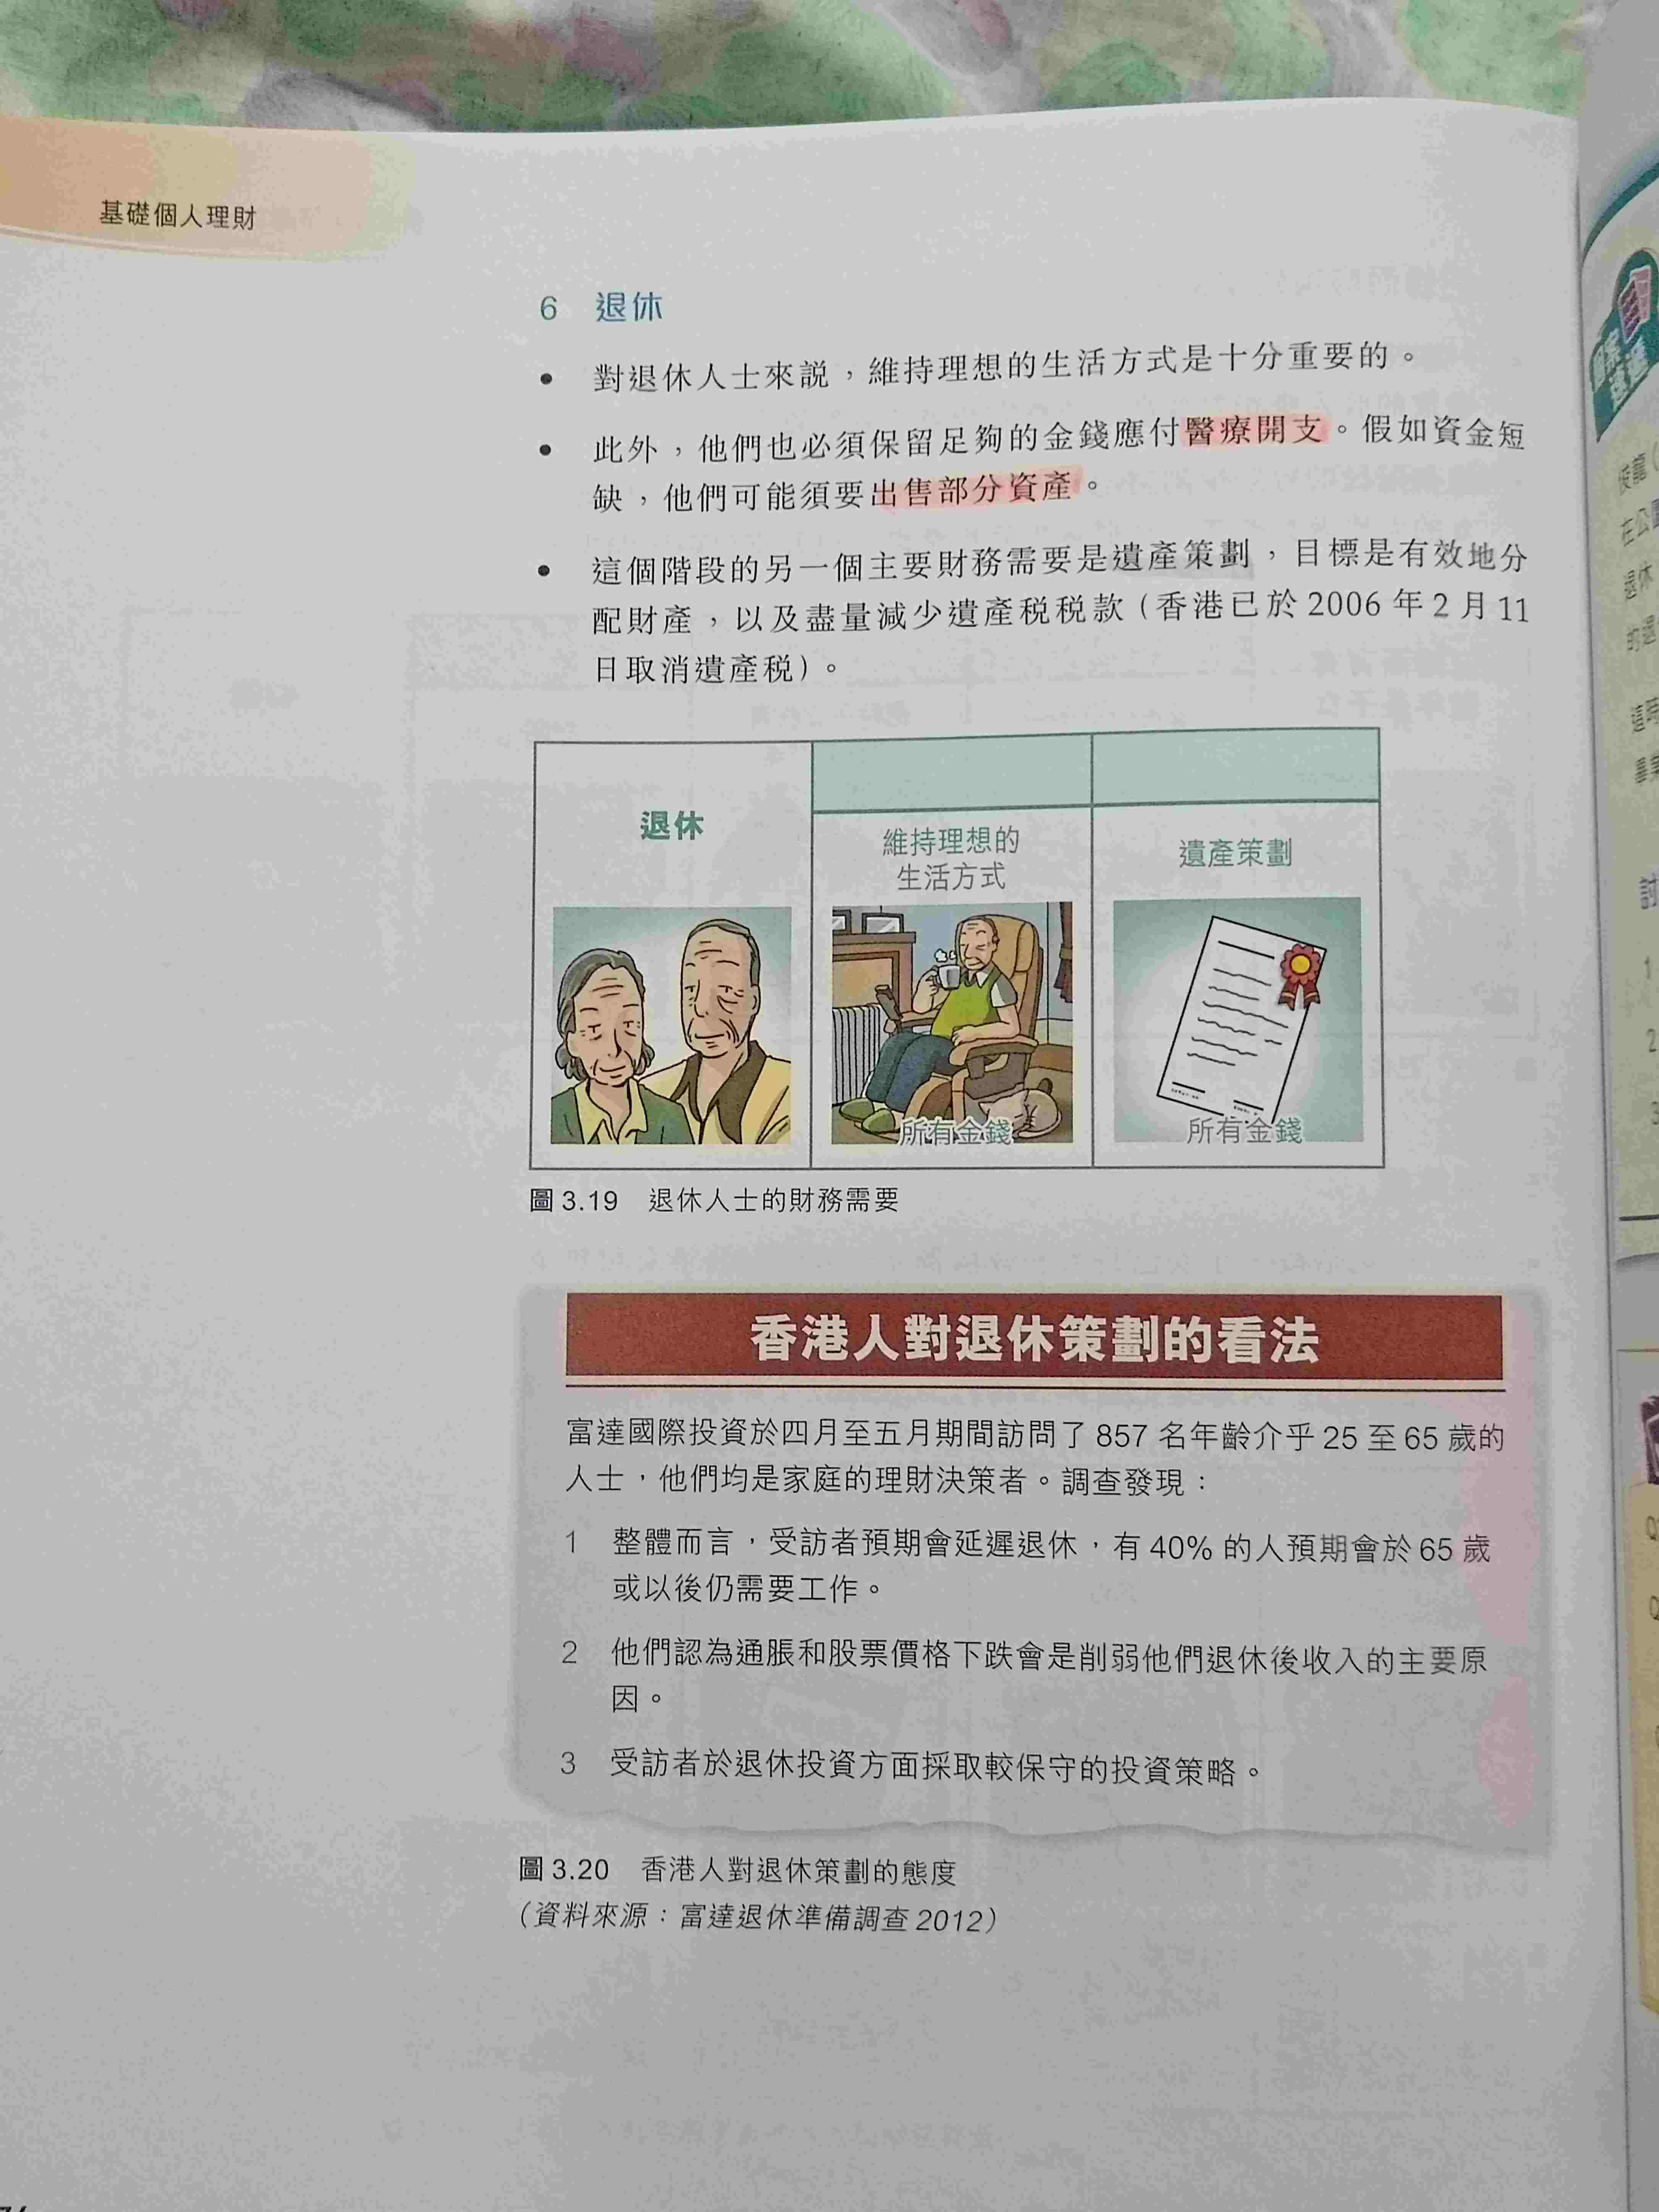 基礎個人理財
6 退休
• 對退休人士來説，維持理想的生活方式是十分重要的。
• 此外，他們也必須保留足夠的金錢應付醫療開支。假如資金短
缺，他們可能須要出售部分資產。
• 這個階段的另一個主要財務需要是遺產策劃，目標是有效地分
配財產，以及盡量減少遺產税税款（香港已於 2006 年 2 月 11
日取消遺產税）。
退休
維持理想的
生活方式
所有金錢
遺產策劃
所有金錢
圖 3.19 退休人士的財務需要
香港人對退休策劃的看法
富達國際投資於四月至五月期間訪問了 857 名年齡介乎 25 至 65 歲的
人士，他們均是家庭的理財決策者。調查發現：
1 整體而言，受訪者預期會延遲退休，有 40% 的人預期會於 65 歲
或以後仍需要工作。
2 他們認為通脹和股票價格下跌會是削弱他們退休後收入的主要原
因。
3 受訪者於退休投資方面採取較保守的投資策略。
圖 3.20 香港人對退休策劃的態度
（資料來源：富達退休準備調查 2012）
在公
退休
這時
討
1
2
3